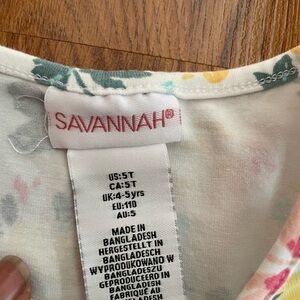 SAVANNAH®
US:5T
CA:5T
UK:4-5yrs
EU:110
AU:5
MADE IN
BANGLADESH
HERGESTELLT IN
BANGLADESCH
WYPRODUKOWANO W
BANGLADESZU
GEPRODUCEERD IN
BANGLADESH
FABRIQUÉ AU